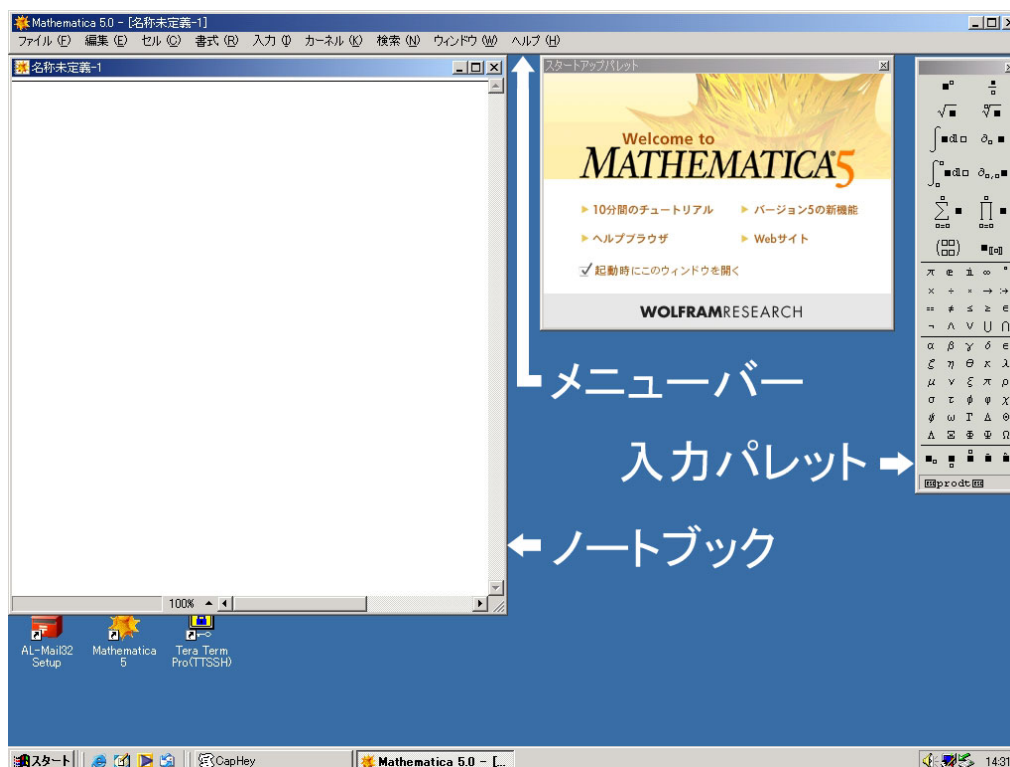 Mathematica 5.0 - [名称未定義-1]
ファイル (F) 編集 (E) セル (C) 書式 (R) 入力 (I) カーネル (K) 検索 (N) ウィンドウ (W) ヘルプ (H)
名称未定義-1
スタートアップパレット
Welcome to
MATHEMATICA 5
10分間のチュートリアル
バージョン5の新機能
ヘルプブラウザ
Webサイト
起動時にこのウィンドウを開く
WOLFRAMRESEARCH
π ⅇ ⅈ ∞ °
× ÷ × → :→
== ≠ ≤ ≥ ∈
¬ ∧ ∨ ∪ ∩
α β γ δ ϵ
ζ η θ κ λ
μ ν ξ π ρ
σ τ ϕ φ χ
ψ ω Γ Δ Θ
Λ Ξ Φ Ψ Ω
prodt
メニューバー
入力パレット
ノートブック
100%
AL-Mail32
Setup
Mathematica
5
Tera Term
Pro(TTSSH)
スタート
CapHey
Mathematica 5.0 - [...
14:31